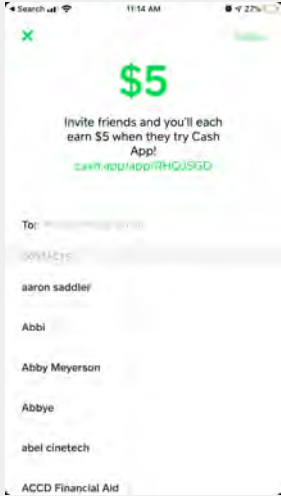 Search
11:14 AM
27%
$5
Invite friends and you'll each
earn $5 when they try Cash
App!
To:
CONTACTS
aaron saddler
Abbi
Abby Meyerson
Abbye
abel cinetech
ACCD Financial Aid